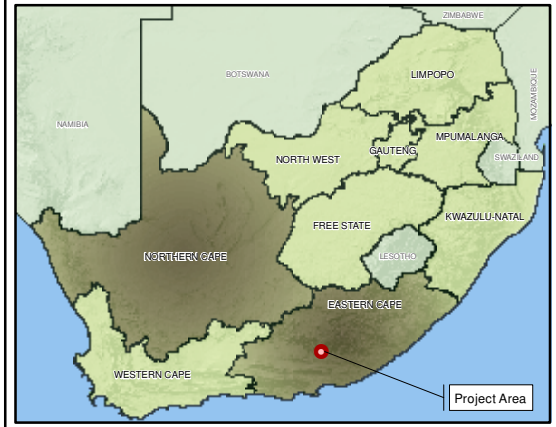 ZIMBABWE
BOTSWANA
LIMPOPO
MOZAMBIQUE
NAMIBIA
MPUMALANGA
GAUTENG
NORTH WEST
SWAZILAND
KWAZULU-NATAL
FREE STATE
LESOTHO
NORTHERN CAPE
EASTERN CAPE
WESTERN CAPE
Project Area